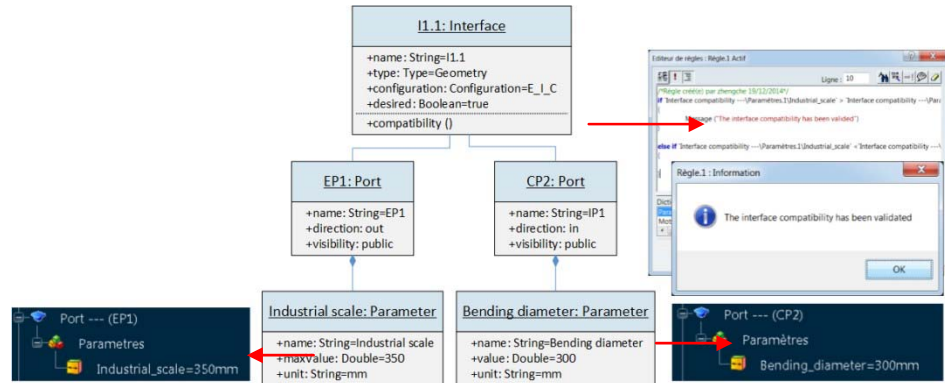 I1.1: Interface
+name: String=I1.1
+type: Type=Geometry
+configuration: Configuration=E_I_C
+desired: Boolean=true
+compatibility ()
EP1: Port
+name: String=EP1
+direction: out
+visibility: public
CP2: Port
+name: String=IP1
+direction: in
+visibility: public
Industrial scale: Parameter
+name: String=Industrial scale
+maxValue: Double=350
+unit: String=mm
Bending diameter: Parameter
+name: String=Bending diameter
+value: Double=300
+unit: String=mm
Editeur de règles : Règle.1 Actif
Ligne : 10
/*Règle créé(e) par zhengche 19/12/2014*/
if `Interface compatibility ---\Paramètres.1\Industrial_scale` > `Interface compatibility ---\Par
Message ("The interface compatibility has been valided")
else if `Interface compatibility ---\Paramètres.1\Industrial_scale` < `Interface compatibility ---\
{
Dicti
Para
Mot
Règle.1 : Information
The interface compatibility has been validated
OK
Port --- (EP1)
Parametres
Industrial_scale=350mm
Port --- (CP2)
Paramètres
Bending_diameter=300mm